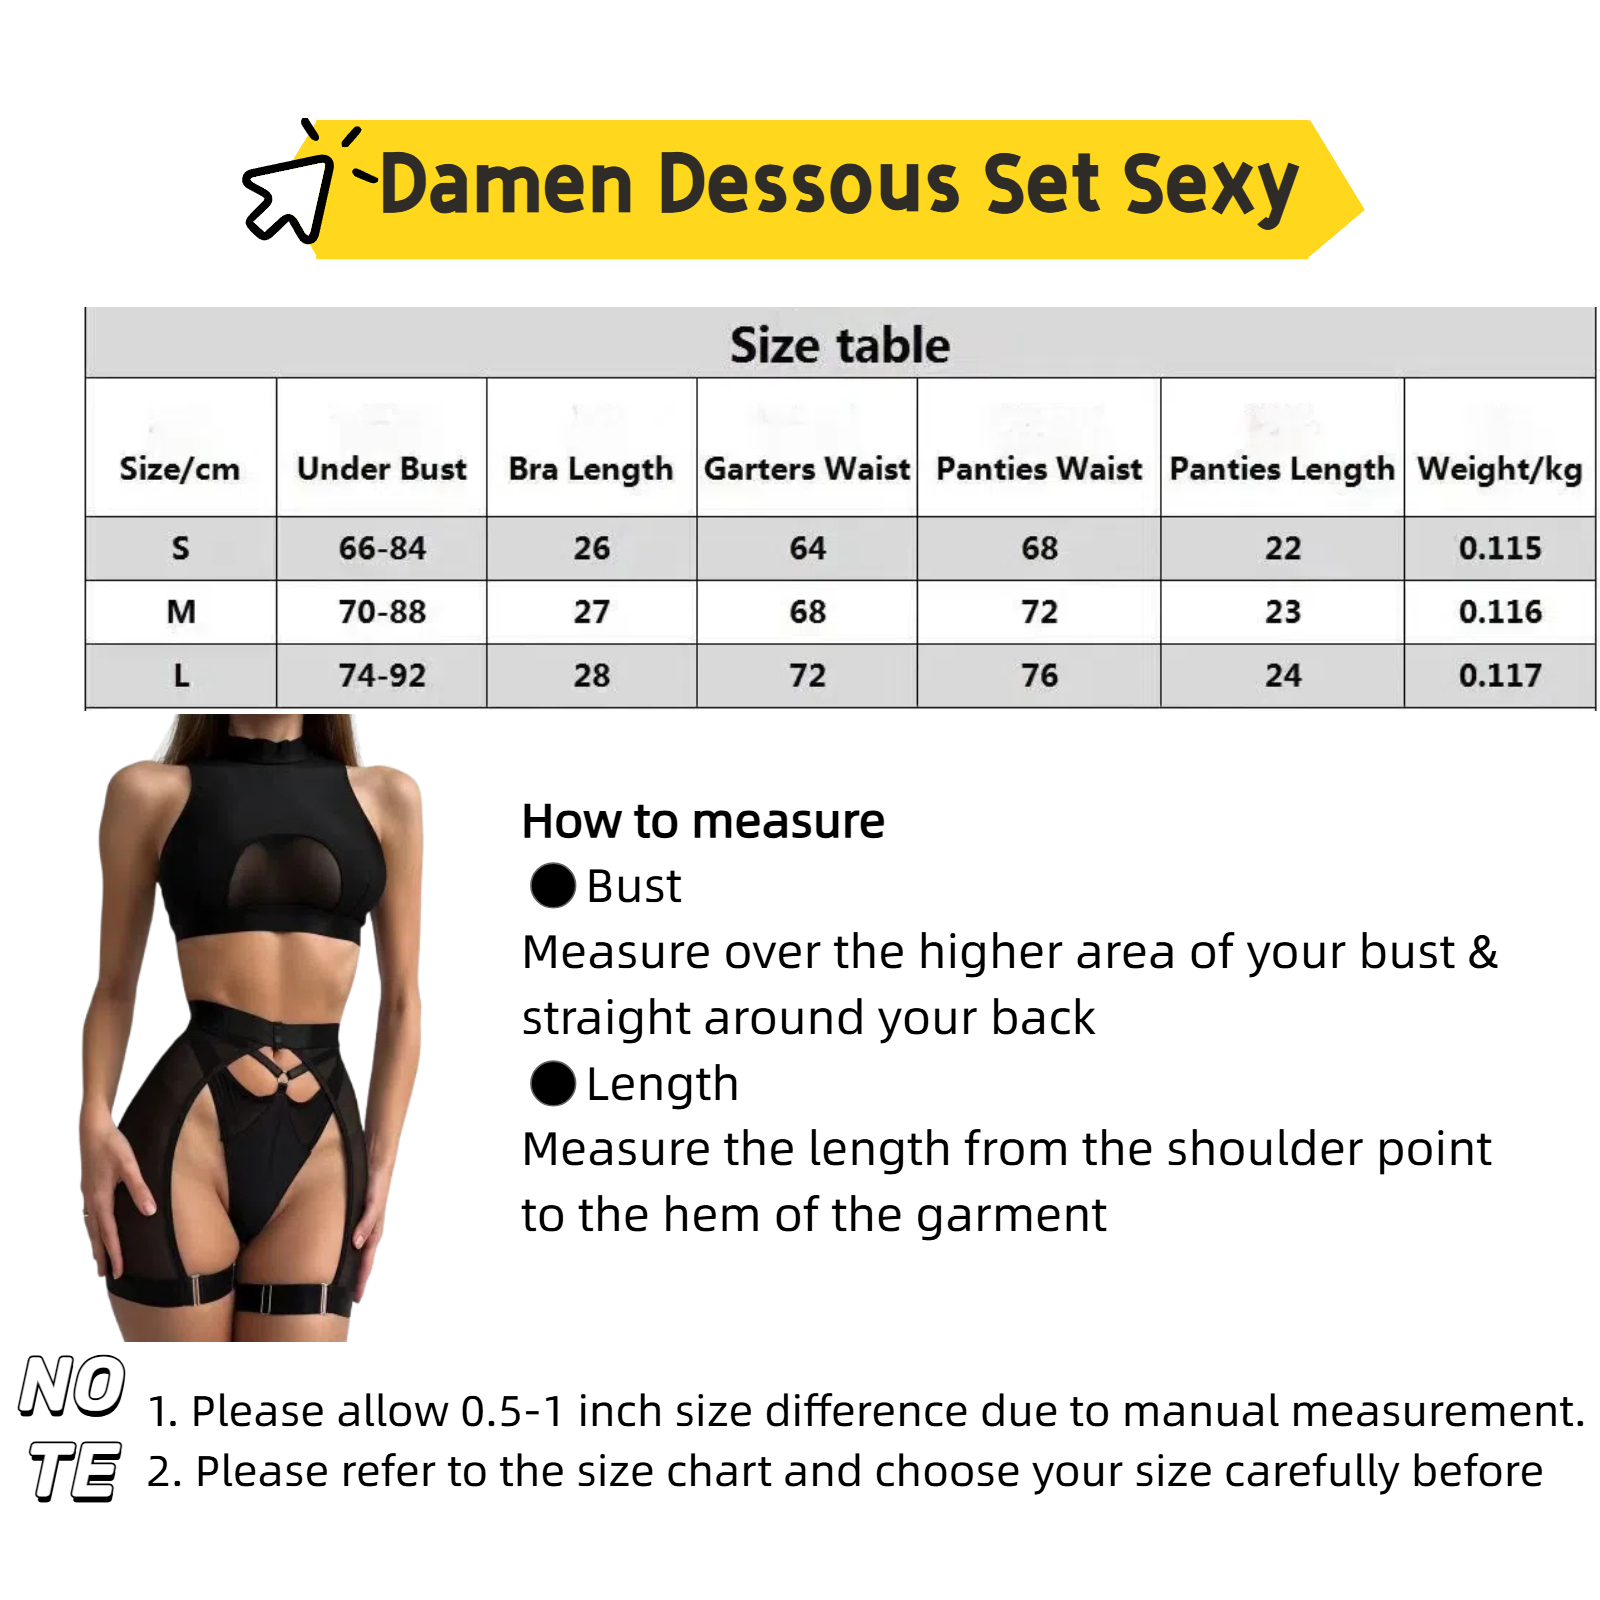 Damen Dessous Set Sexy
Size table
Size/cm Under Bust Bra Length Garters Waist Panties Waist Panties Length Weight/kg
S 66-84 26 64 68 22 0.115
M 70-88 27 68 72 23 0.116
L 74-92 28 72 76 24 0.117
How to measure
● Bust
Measure over the higher area of your bust &
straight around your back
● Length
Measure the length from the shoulder point
to the hem of the garment
NO
TE
1. Please allow 0.5-1 inch size difference due to manual measurement.
2. Please refer to the size chart and choose your size carefully before